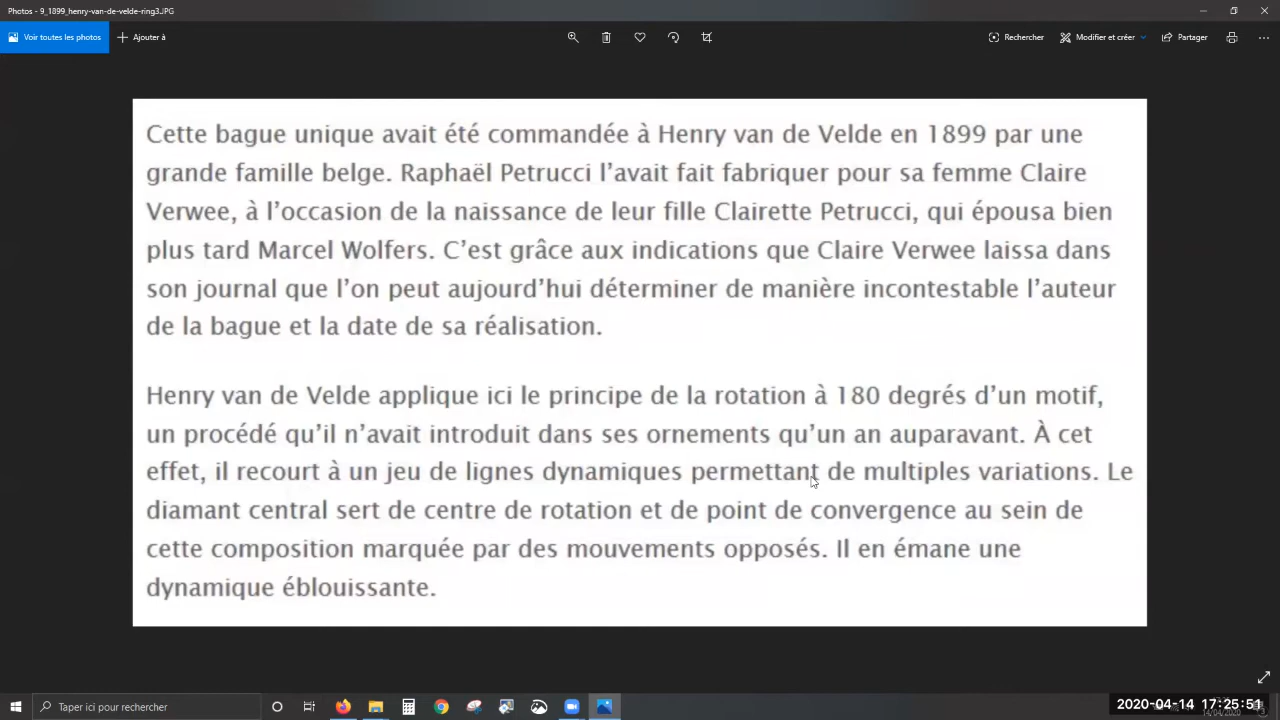 Photos - 9_1899_henry-van-de-velde-ring3.JPG
Voir toutes les photos
Ajouter à
Rechercher
Modifier et créer
Partager
Cette bague unique avait été commandée à Henry van de Velde en 1899 par une
grande famille belge. Raphaël Petrucci l'avait fait fabriquer pour sa femme Claire
Verwee, à l'occasion de la naissance de leur fille Clairette Petrucci, qui épousa bien
plus tard Marcel Wolfers. C'est grâce aux indications que Claire Verwee laissa dans
son journal que l'on peut aujourd'hui déterminer de manière incontestable l'auteur
de la bague et la date de sa réalisation.
Henry van de Velde applique ici le principe de la rotation à 180 degrés d'un motif,
un procédé qu'il n'avait introduit dans ses ornements qu'un an auparavant. À cet
effet, il recourt à un jeu de lignes dynamiques permettant de multiples variations. Le
diamant central sert de centre de rotation et de point de convergence au sein de
cette composition marquée par des mouvements opposés. Il en émane une
dynamique éblouissante.
Taper ici pour rechercher
2020-04-14 17:25:51